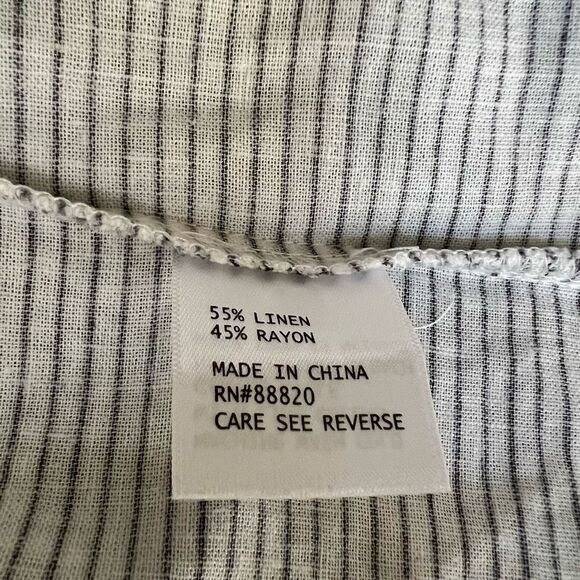 55% LINEN
45% RAYON
MADE IN CHINA
RN#88820
CARE SEE REVERSE